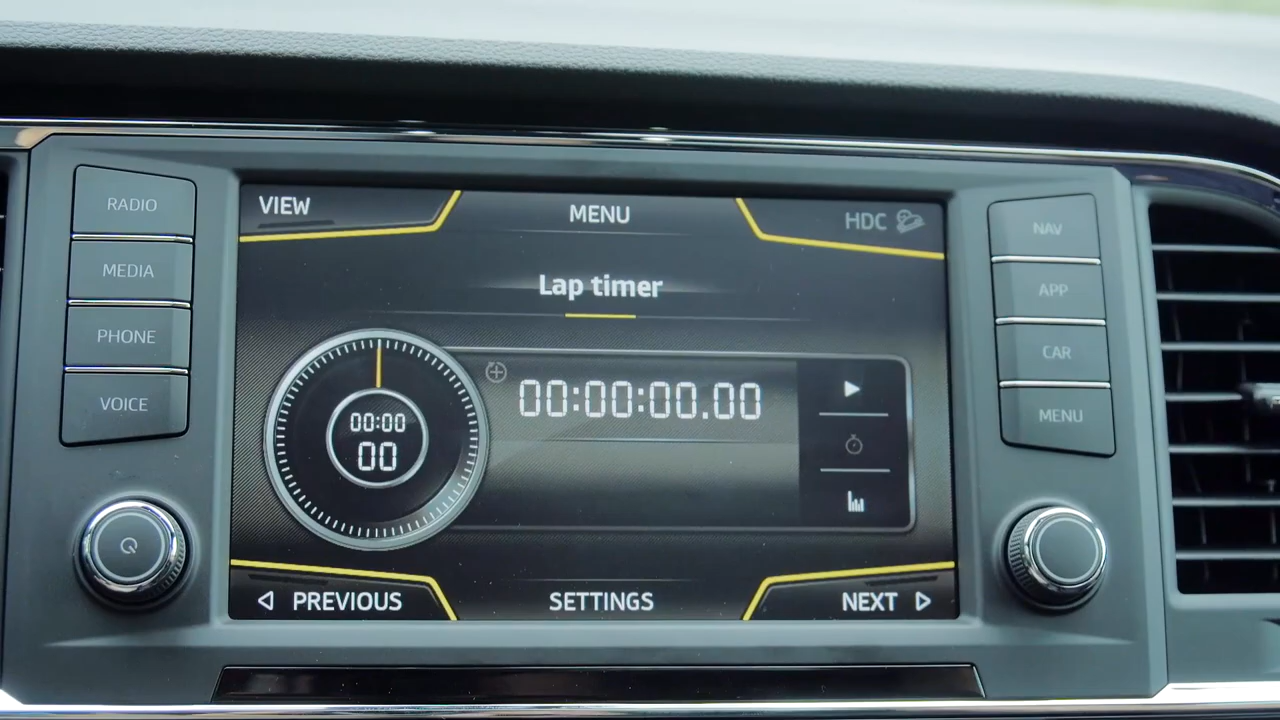 RADIO
MEDIA
PHONE
VOICE
VIEW
MENU
HDC
Lap timer
00:00
00
00:00:00.00
PREVIOUS
SETTINGS
NEXT
NAV
APP
CAR
MENU